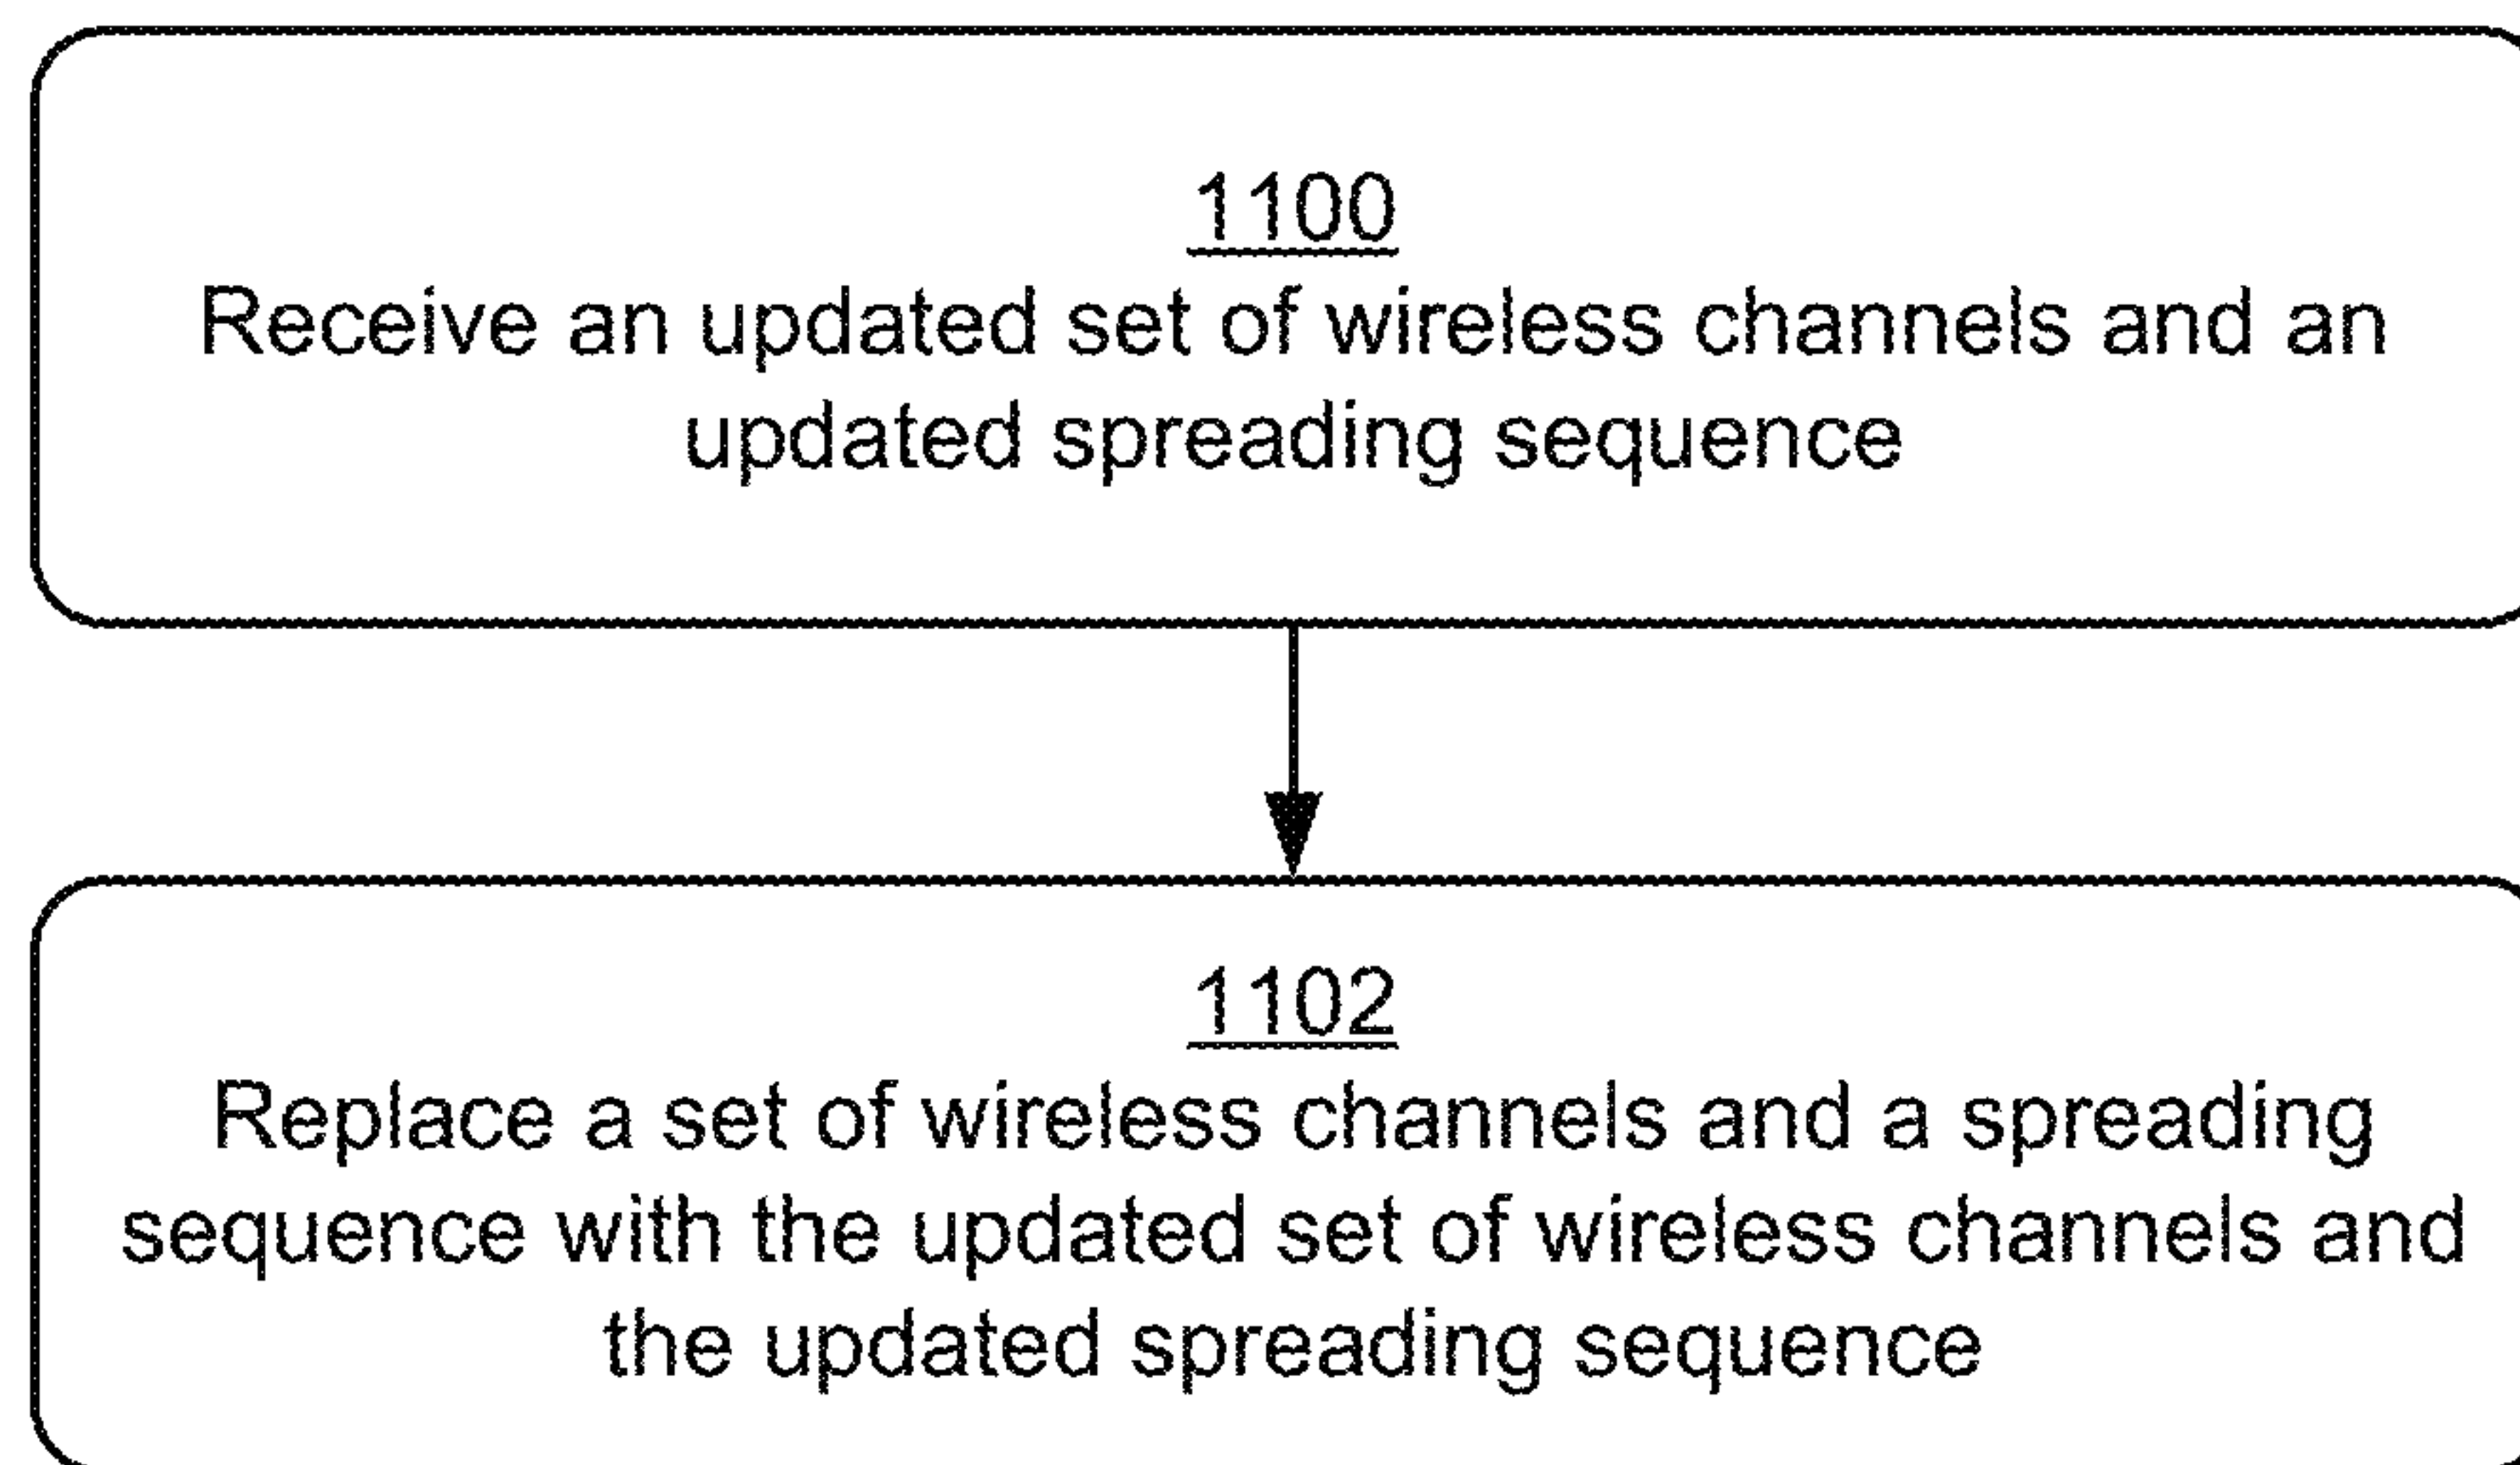 1100
Receive an updated set of wireless channels and an
updated spreading sequence
1102
Replace a set of wireless channels and a spreading
sequence with the updated set of wireless channels and
the updated spreading sequence